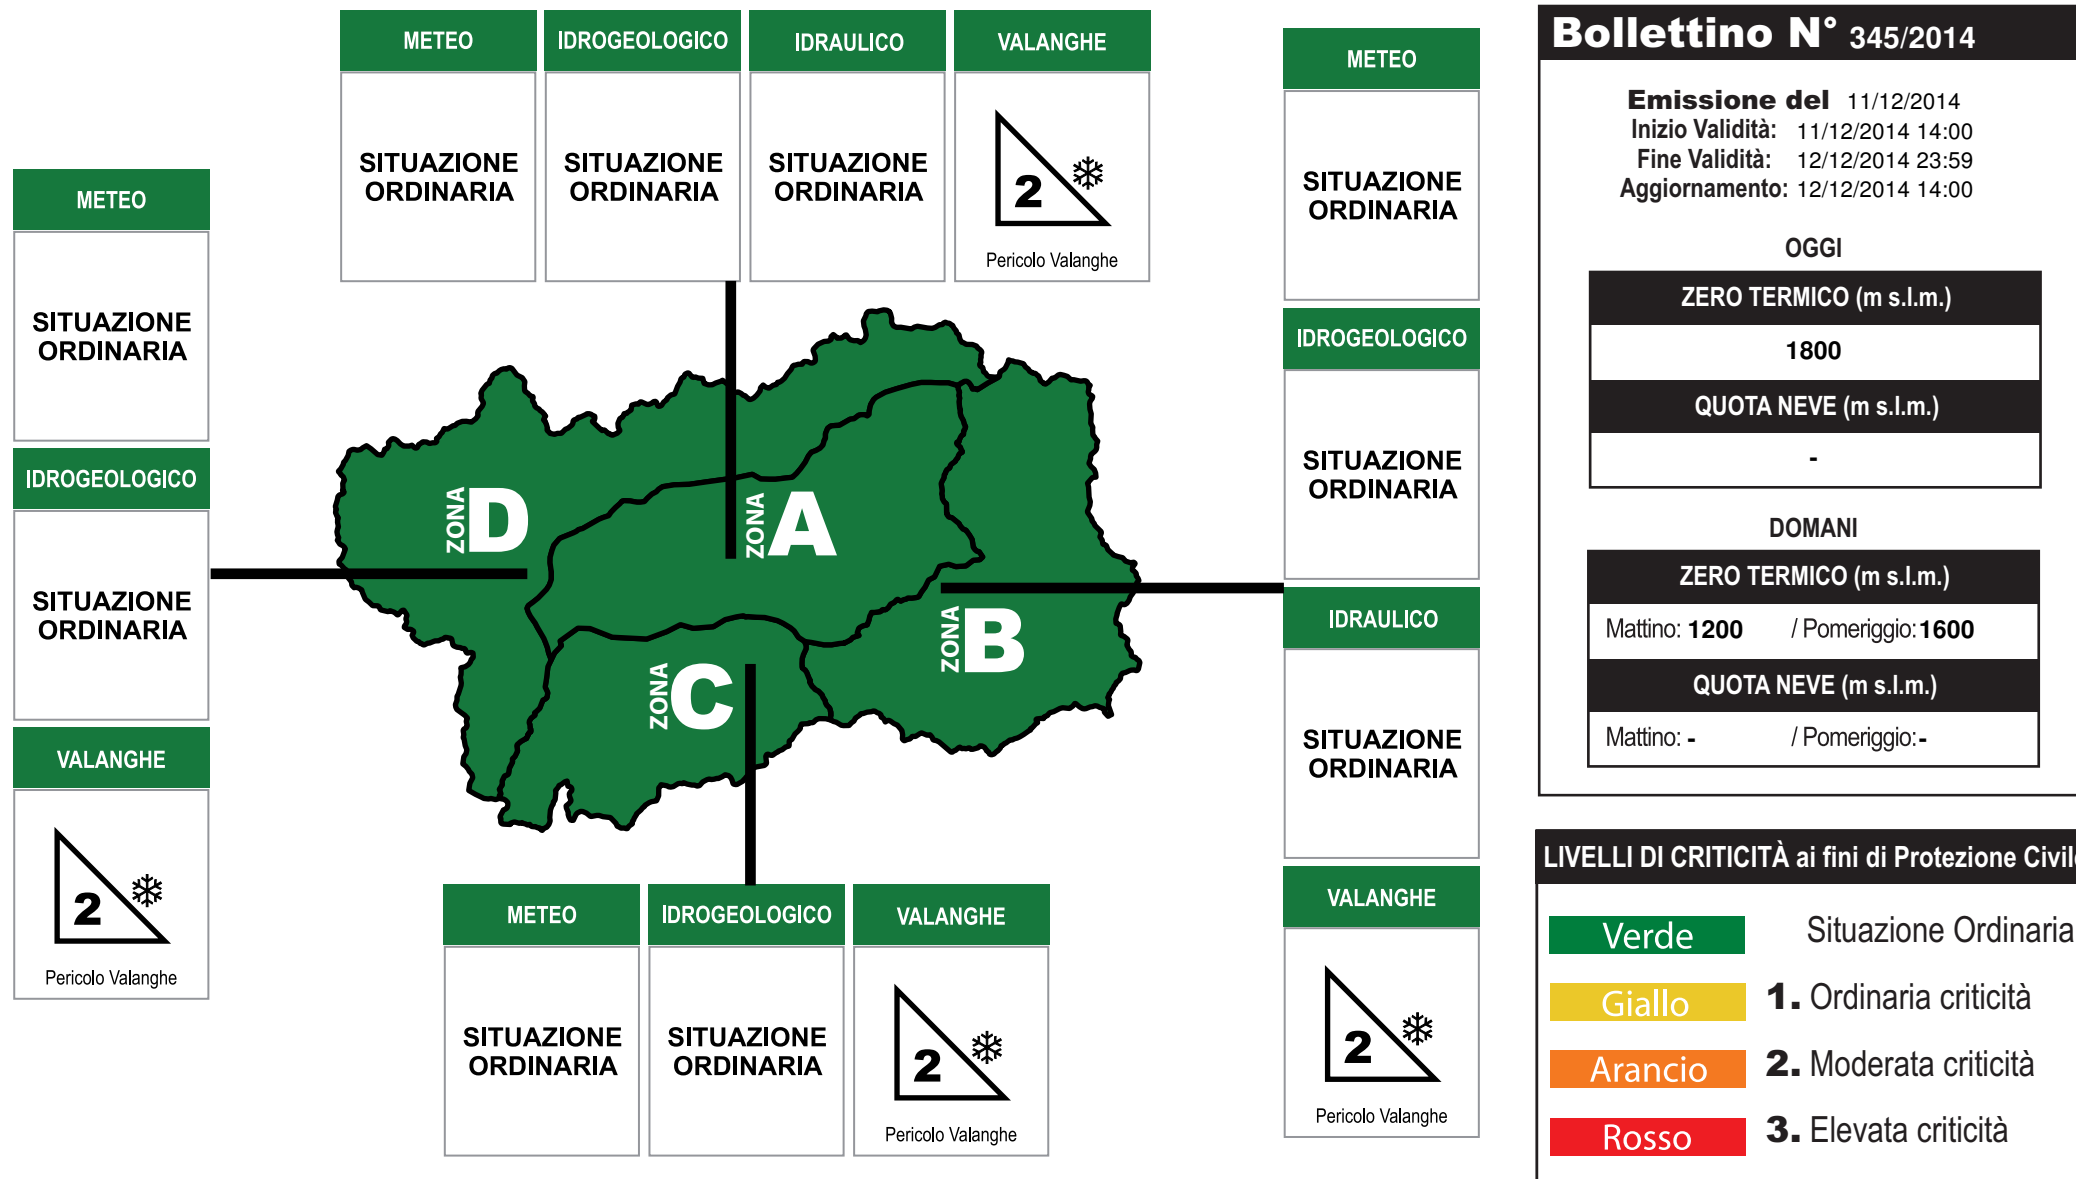 METEO
IDROGEOLOGICO
IDRAULICO
VALANGHE
SITUAZIONE
ORDINARIA
SITUAZIONE
ORDINARIA
SITUAZIONE
ORDINARIA
2
Pericolo Valanghe
METEO
SITUAZIONE
ORDINARIA
IDROGEOLOGICO
SITUAZIONE
ORDINARIA
VALANGHE
2
Pericolo Valanghe
ZONA D
ZONA A
ZONA B
ZONA C
METEO
IDROGEOLOGICO
VALANGHE
SITUAZIONE
ORDINARIA
SITUAZIONE
ORDINARIA
2
Pericolo Valanghe
METEO
SITUAZIONE
ORDINARIA
IDROGEOLOGICO
SITUAZIONE
ORDINARIA
IDRAULICO
SITUAZIONE
ORDINARIA
VALANGHE
2
Pericolo Valanghe
Bollettino N° 345/2014
Emissione del 11/12/2014
Inizio Validità: 11/12/2014 14:00
Fine Validità: 12/12/2014 23:59
Aggiornamento: 12/12/2014 14:00
OGGI
ZERO TERMICO (m s.l.m.)
1800
QUOTA NEVE (m s.l.m.)
-
DOMANI
ZERO TERMICO (m s.l.m.)
Mattino: 1200 / Pomeriggio: 1600
QUOTA NEVE (m s.l.m.)
Mattino: - / Pomeriggio: -
LIVELLI DI CRITICITÀ ai fini di Protezione Civile
Verde Situazione Ordinaria
Giallo 1. Ordinaria criticità
Arancio 2. Moderata criticità
Rosso 3. Elevata criticità